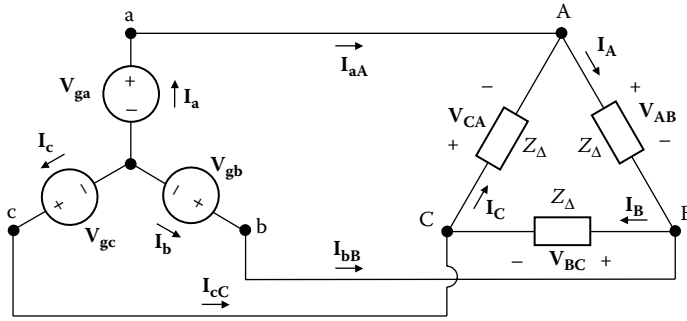 a
A
V_ga
+
−
I_a
I_aA
I_A
−
+
V_CA
V_AB
+
−
Z_Δ
Z_Δ
I_c
− +
V_gc
− +
V_gb
I_b
c
b
C
I_C
Z_Δ
I_B
B
− V_BC +
I_bB
I_cC